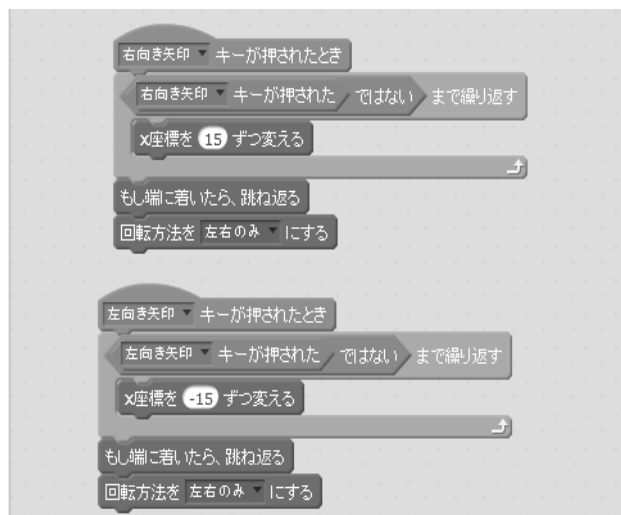 右向き矢印 キーが押されたとき
右向き矢印 キーが押された ではない まで繰り返す
x座標を 15 ずつ変える
もし端に着いたら、跳ね返る
回転方法を 左右のみ にする
左向き矢印 キーが押されたとき
左向き矢印 キーが押された ではない まで繰り返す
x座標を -15 ずつ変える
もし端に着いたら、跳ね返る
回転方法を 左右のみ にする